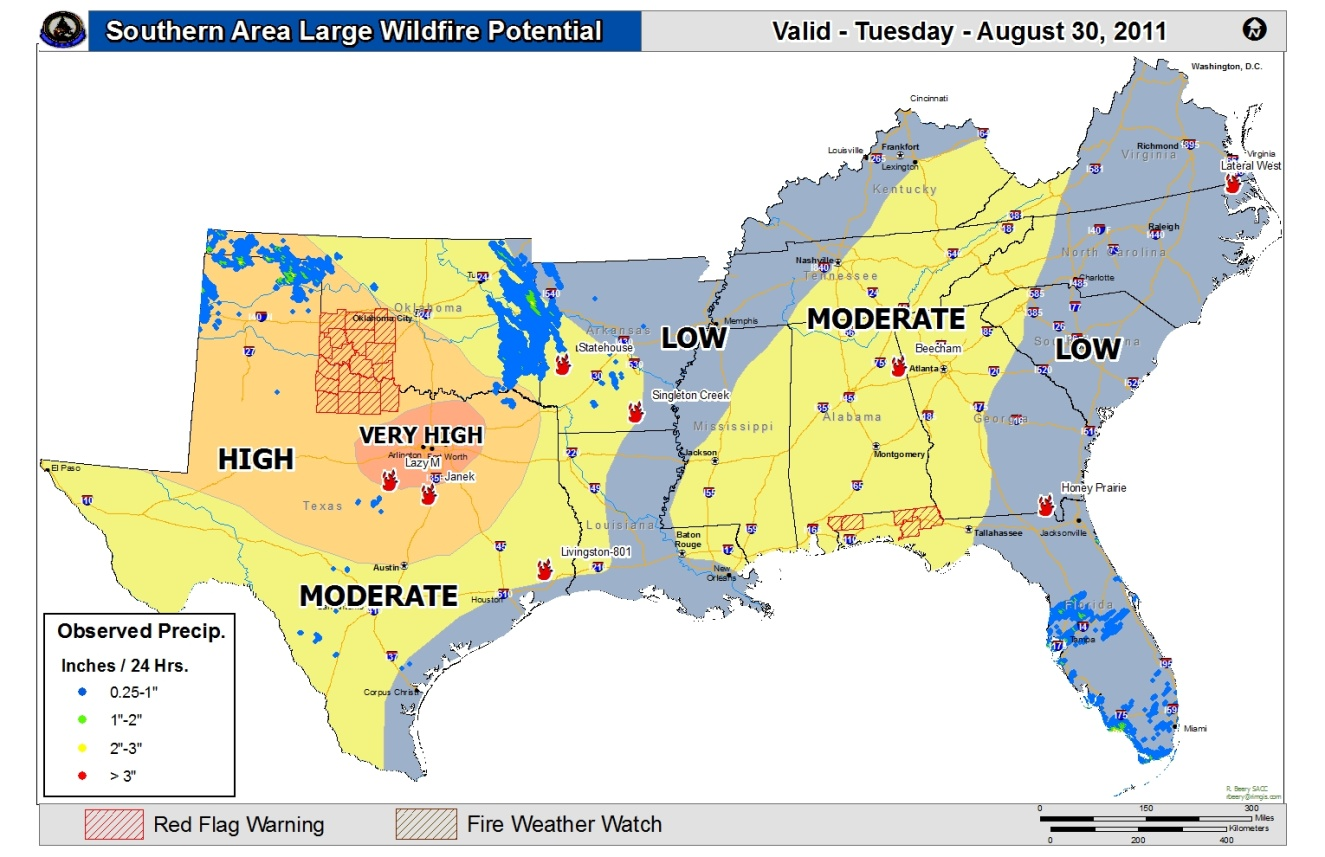 Southern Area Large Wildfire Potential
Valid - Tuesday - August 30, 2011
Washington, D.C.
Cincinnati
Louisville
Frankfort
Lexington
Kentucky
Richmond
Virginia
Virginia
Lateral West
Raleigh
North Carolina
Charlotte
Nashville
Tennessee
Memphis
Oklahoma
Oklahoma City
Arkansas
Statehouse
LOW
MODERATE
LOW
Beecham
Atlanta
Singleton Creek
Mississippi
Alabama
Georgia
Jackson
Montgomery
VERY HIGH
HIGH
Arlington
Fort Worth
Lazy M
Janek
El Paso
Texas
Louisiana
Honey Prairie
Baton
Rouge
Tallahassee
Jacksonville
New
Orleans
Livingston-801
Austin
Houston
MODERATE
Corpus Christi
Florida
Tampa
Miami
Observed Precip.
Inches / 24 Hrs.
0.25-1"
1"-2"
2"-3"
> 3"
R. Beery SACC
Red Flag Warning
Fire Weather Watch
0 150 300
Miles
Kilometers
0 200 400